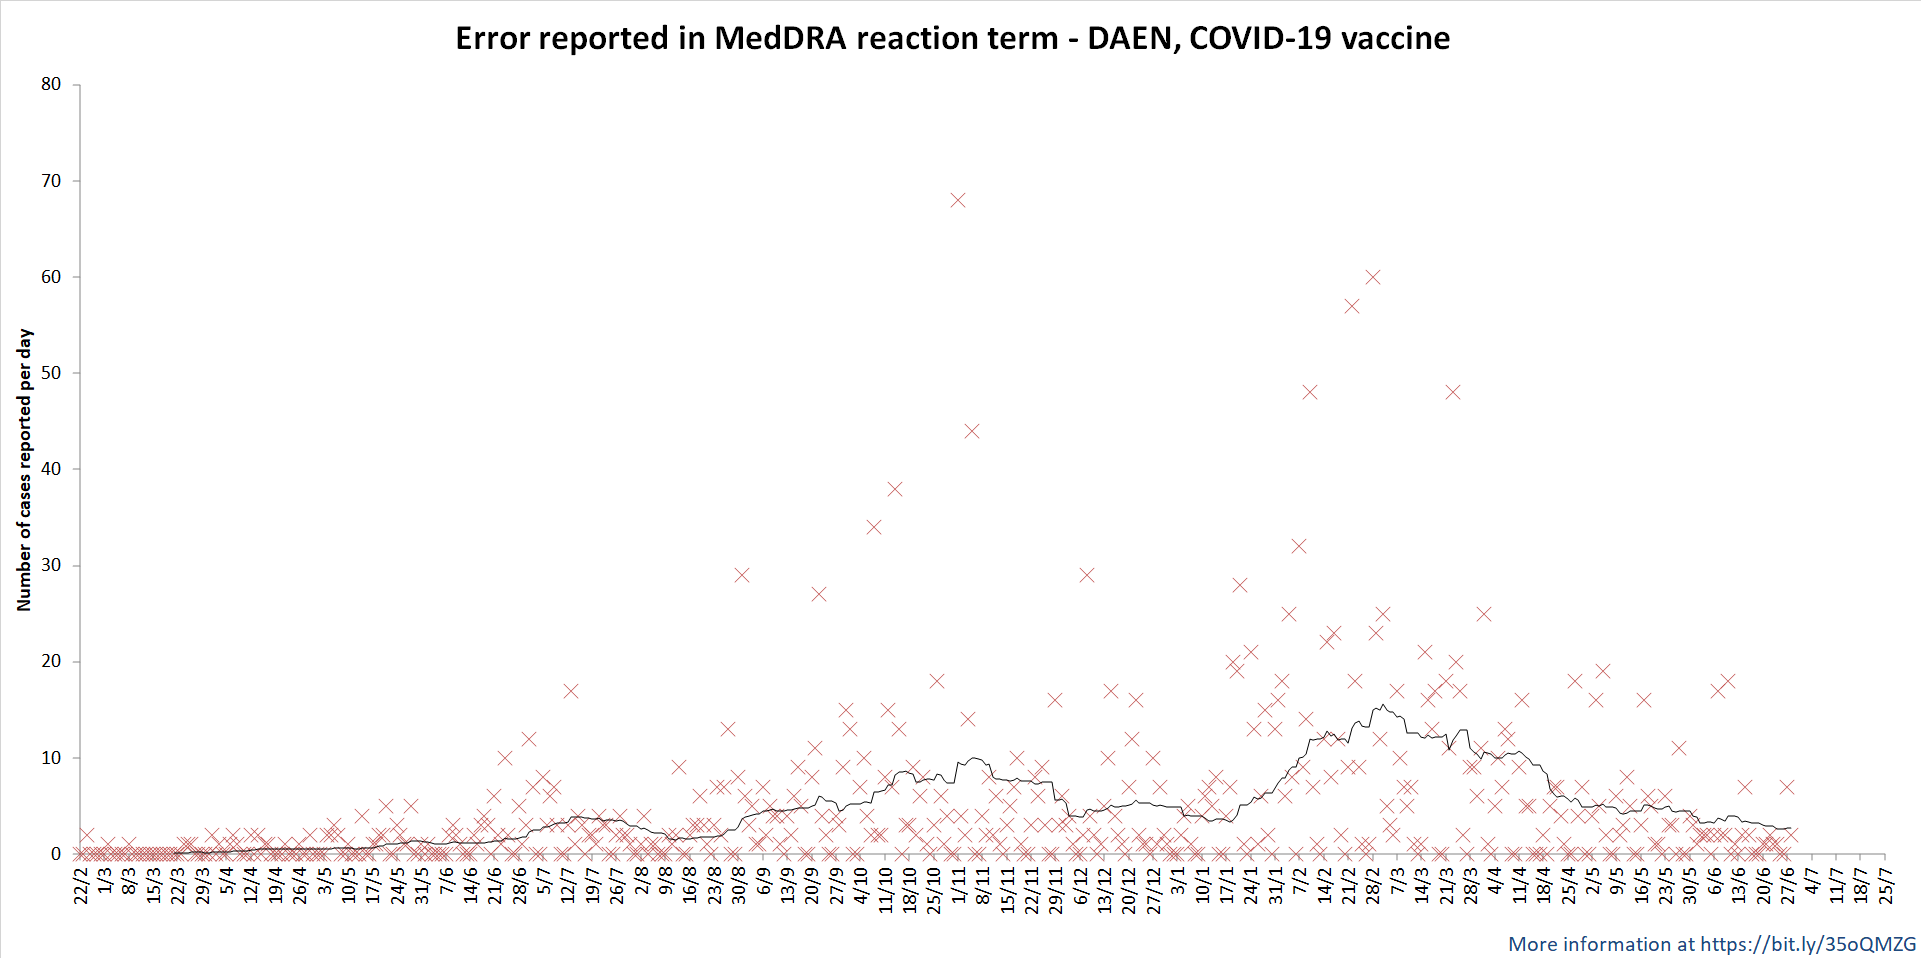 Error reported in MedDRA reaction term - DAEN, COVID-19 vaccine
Number of cases reported per day
80
70
60
50
40
30
20
10
0
22/2 1/3 8/3 15/3 22/3 29/3 5/4 12/4 19/4 26/4 3/5 10/5 17/5 24/5 31/5 7/6 14/6 21/6 28/6 5/7 12/7 19/7 26/7 2/8 9/8 16/8 23/8 30/8 6/9 13/9 20/9 27/9 4/10 11/10 18/10 25/10 1/11 8/11 15/11 22/11 29/11 6/12 13/12 20/12 27/12 3/1 10/1 17/1 24/1 31/1 7/2 14/2 21/2 28/2 7/3 14/3 21/3 28/3 4/4 11/4 18/4 25/4 2/5 9/5 16/5 23/5 30/5 6/6 13/6 20/6 27/6 4/7 11/7 18/7 25/7
More information at https://bit.ly/35oQMZG